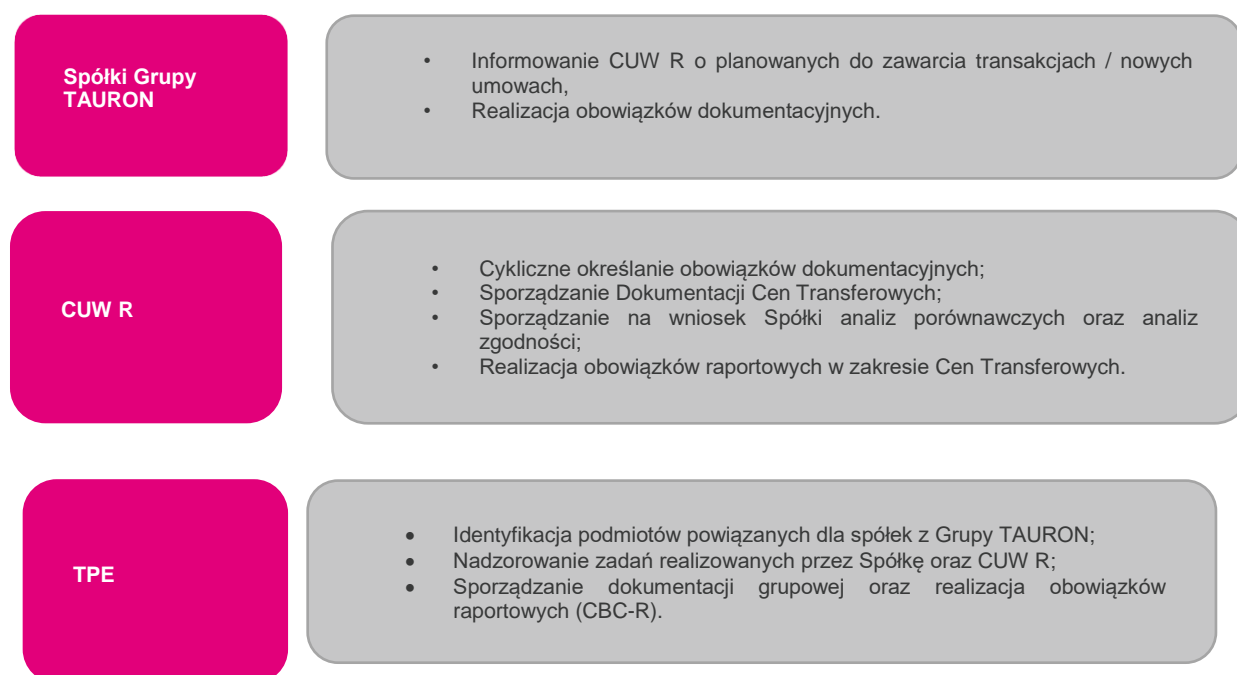 Spółki Grupy
TAURON
• Informowanie CUW R o planowanych do zawarcia transakcjach / nowych
umowach,
• Realizacja obowiązków dokumentacyjnych.
CUW R
• Cykliczne określanie obowiązków dokumentacyjnych;
• Sporządzanie Dokumentacji Cen Transferowych;
• Sporządzanie na wniosek Spółki analiz porównawczych oraz analiz
zgodności;
• Realizacja obowiązków raportowych w zakresie Cen Transferowych.
TPE
• Identyfikacja podmiotów powiązanych dla spółek z Grupy TAURON;
• Nadzorowanie zadań realizowanych przez Spółkę oraz CUW R;
• Sporządzanie dokumentacji grupowej oraz realizacja obowiązków
raportowych (CBC-R).